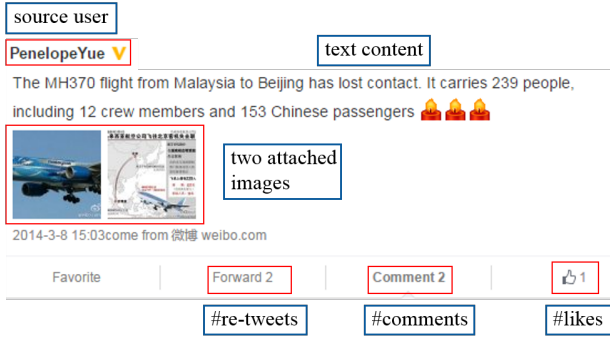 source user
PenelopeYue
text content
The MH370 flight from Malaysia to Beijing has lost contact. It carries 239 people,
including 12 crew members and 153 Chinese passengers
two attached
images
2014-3-8 15:03come from 微博 weibo.com
Favorite
Forward 2
Comment 2
1
#re-tweets
#comments
#likes